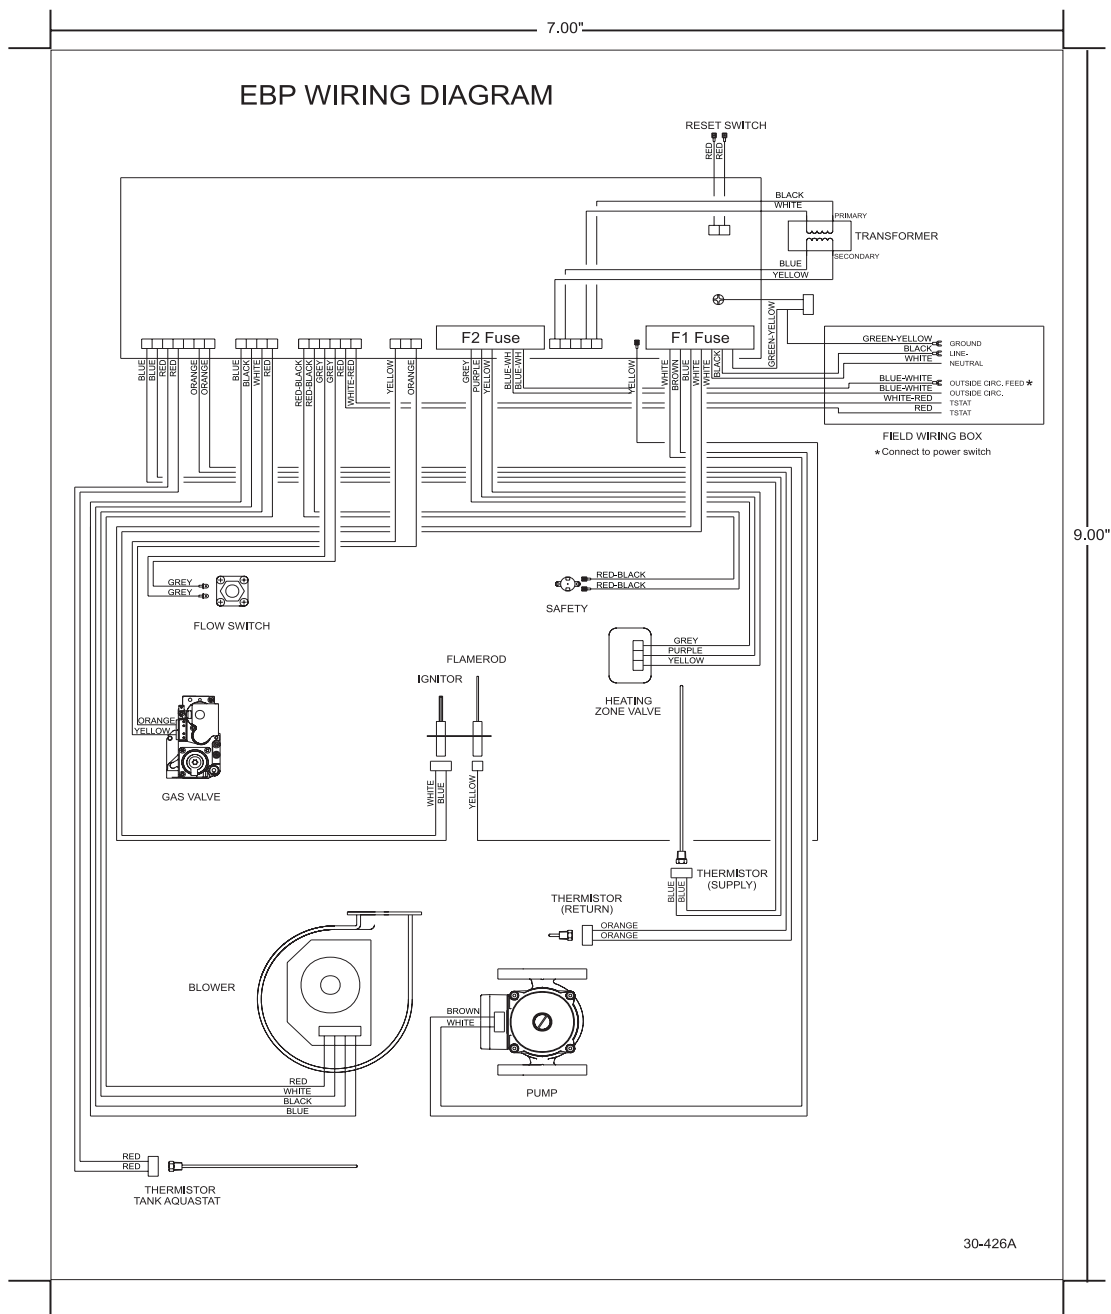 7.00"
EBP WIRING DIAGRAM
RESET SWITCH
RED
RED
BLACK
WHITE
PRIMARY
TRANSFORMER
SECONDARY
BLUE
YELLOW
F2 Fuse
F1 Fuse
GREEN-YELLOW
BLUE
BLUE
RED
RED
ORANGE
ORANGE
BLUE
BLACK
WHITE
RED
RED-BLACK
RED-BLACK
GREY
GREY
RED
WHITE-RED
YELLOW
ORANGE
GREY
PURPLE
YELLOW
BLUE-WH
BLUE-WH
YELLOW
WHITE
BROWN
BLUE
WHITE
WHITE
BLACK
GREEN-YELLOW GROUND
BLACK LINE-
WHITE NEUTRAL
BLUE-WHITE OUTSIDE CIRC. FEED *
BLUE-WHITE OUTSIDE CIRC.
WHITE-RED TSTAT
RED TSTAT
FIELD WIRING BOX
* Connect to power switch
9.00"
GREY
GREY
FLOW SWITCH
RED-BLACK
RED-BLACK
SAFETY
GREY
PURPLE
YELLOW
HEATING
ZONE VALVE
FLAMEROD
IGNITOR
ORANGE
YELLOW
GAS VALVE
WHITE
BLUE
YELLOW
THERMISTOR
(SUPPLY)
BLUE
BLUE
THERMISTOR
(RETURN)
ORANGE
ORANGE
BLOWER
BROWN
WHITE
PUMP
RED
WHITE
BLACK
BLUE
RED
RED
THERMISTOR
TANK AQUASTAT
30-426A